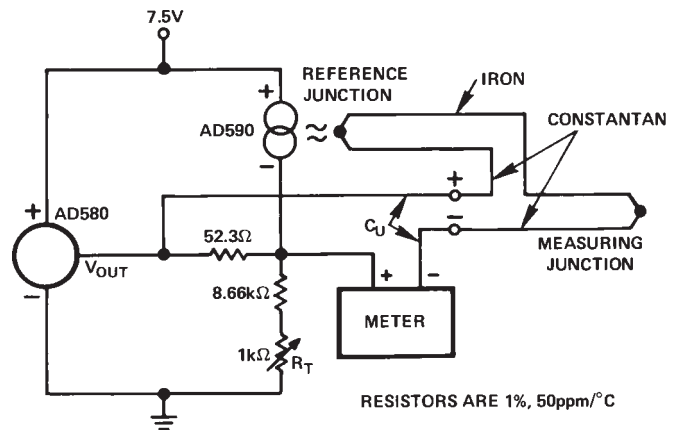 7.5V
REFERENCE
JUNCTION
IRON
CONSTANTAN
+
AD590
≈
−
+
AD580
−
VOUT
52.3Ω
8.66kΩ
1kΩ
RT
CU
+
−
+ −
METER
MEASURING
JUNCTION
RESISTORS ARE 1%, 50ppm/°C